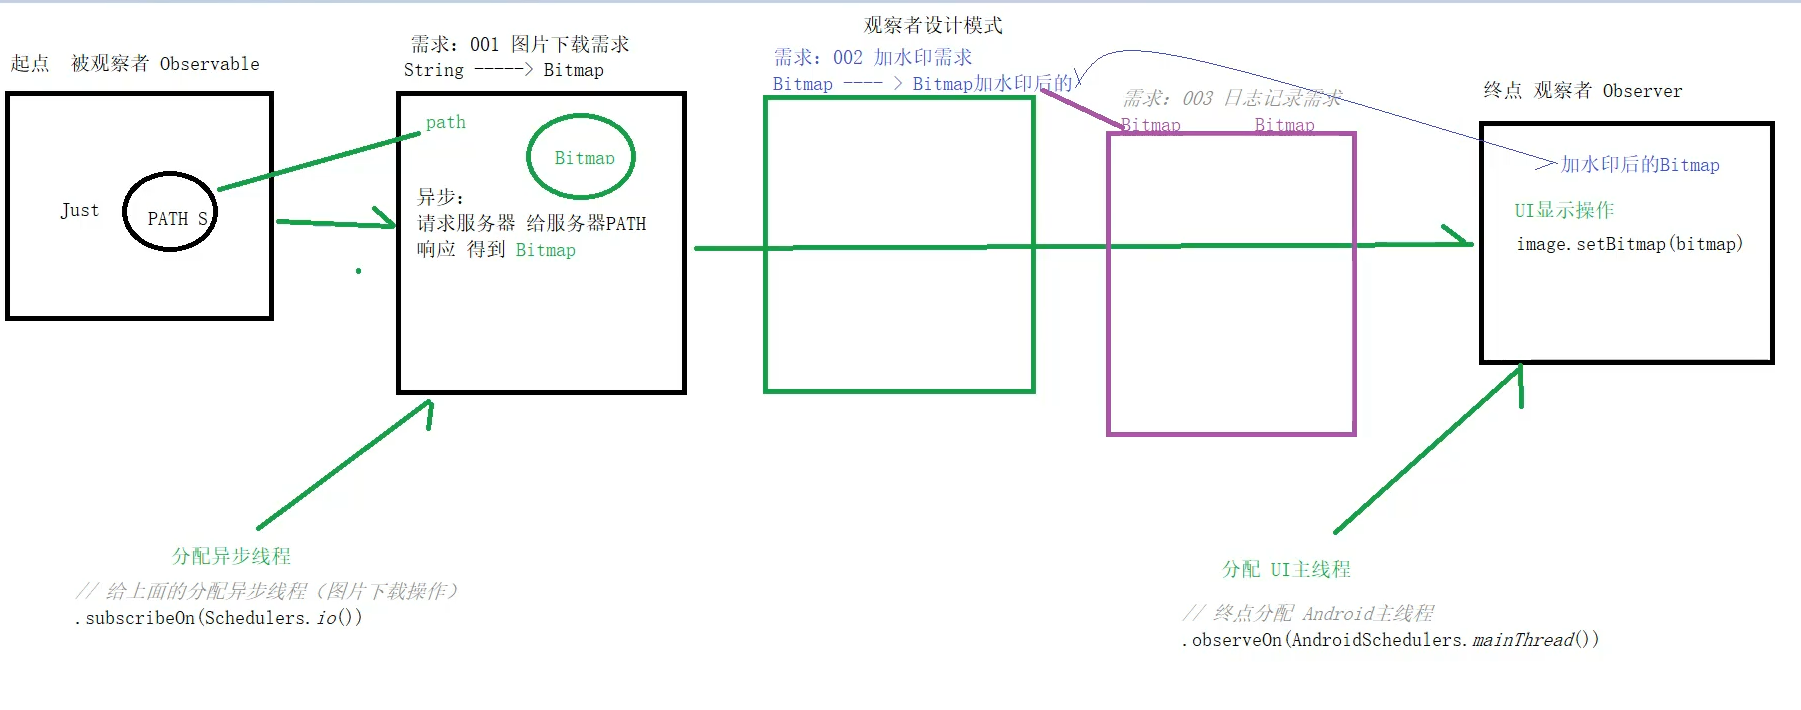 观察者设计模式
起点 被观察者 Observable
Just
PATH S
需求：001 图片下载需求
String -----> Bitmap
path
Bitmap
异步：
请求服务器 给服务器PATH
响应 得到 Bitmap
需求：002 加水印需求
Bitmap ---- > Bitmap加水印后的
需求：003 日志记录需求
Bitmap Bitmap
终点 观察者 Observer
加水印后的Bitmap
UI显示操作
image.setBitmap(bitmap)
分配异步线程
// 给上面的分配异步线程（图片下载操作）
.subscribeOn(Schedulers.io())
分配 UI主线程
// 终点分配 Android主线程
.observeOn(AndroidSchedulers.mainThread())